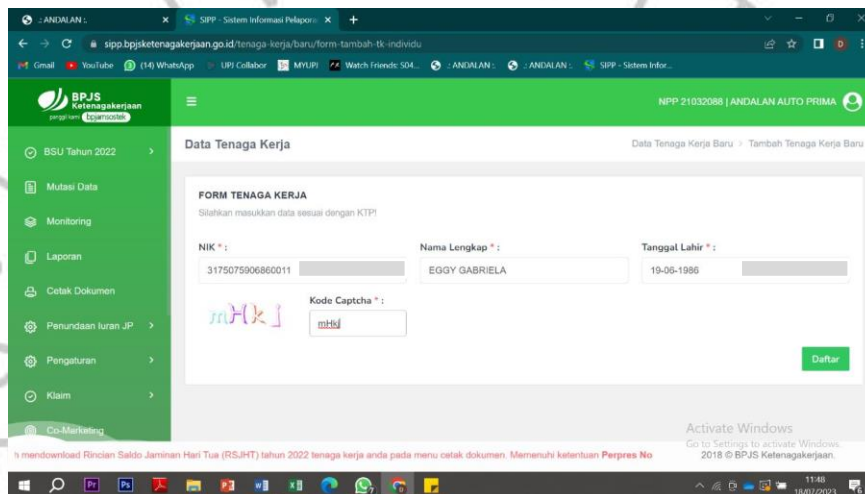 .: ANDALAN :.
SIPP - Sistem Informasi Pelapora
sipp.bpjsketenagakerjaan.go.id/tenaga-kerja/baru/form-tambah-tk-individu
Gmail YouTube (14) WhatsApp UPI Collabor MYUPI Watch Friends: S04... .: ANDALAN :. .: ANDALAN :. SIPP - Sistem Infor...
BPJS
Ketenagakerjaan
panggil kami bpjamsostek
NPP 21032088 | ANDALAN AUTO PRIMA
BSU Tahun 2022
Mutasi Data
Monitoring
Laporan
Cetak Dokumen
Penundaan Iuran JP
Pengaturan
Klaim
Co-Marketing
Data Tenaga Kerja
Data Tenaga Kerja Baru > Tambah Tenaga Kerja Baru
FORM TENAGA KERJA
Silahkan masukkan data sesuai dengan KTP!
NIK * : Nama Lengkap * : Tanggal Lahir * :
3175075906860011 EGGY GABRIELA 19-06-1986
Kode Captcha * :
mHkj
mHkj
Daftar
Activate Windows
Go to Settings to activate Windows.
h mendownload Rincian Saldo Jaminan Hari Tua (RSJHT) tahun 2022 tenaga kerja anda pada menu cetak dokumen. Memenuhi ketentuan Perpres No
2018 © BPJS Ketenagakerjaan.
11:48
18/07/2023